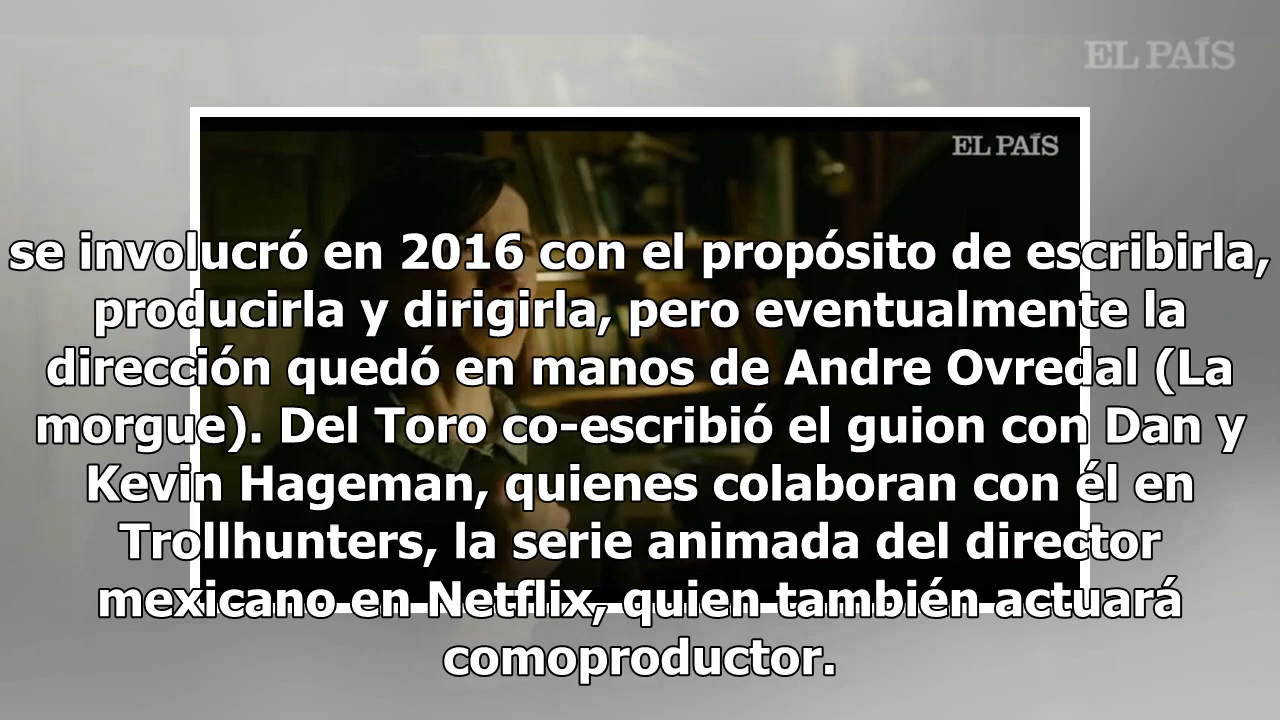 EL PAÍS
EL PAÍS
se involucró en 2016 con el propósito de escribirla,
producirla y dirigirla, pero eventualmente la
dirección quedó en manos de Andre Ovredal (La
morgue). Del Toro co-escribió el guion con Dan y
Kevin Hageman, quienes colaboran con él en
Trollhunters, la serie animada del director
mexicano en Netflix, quien también actuará
comoproductor.